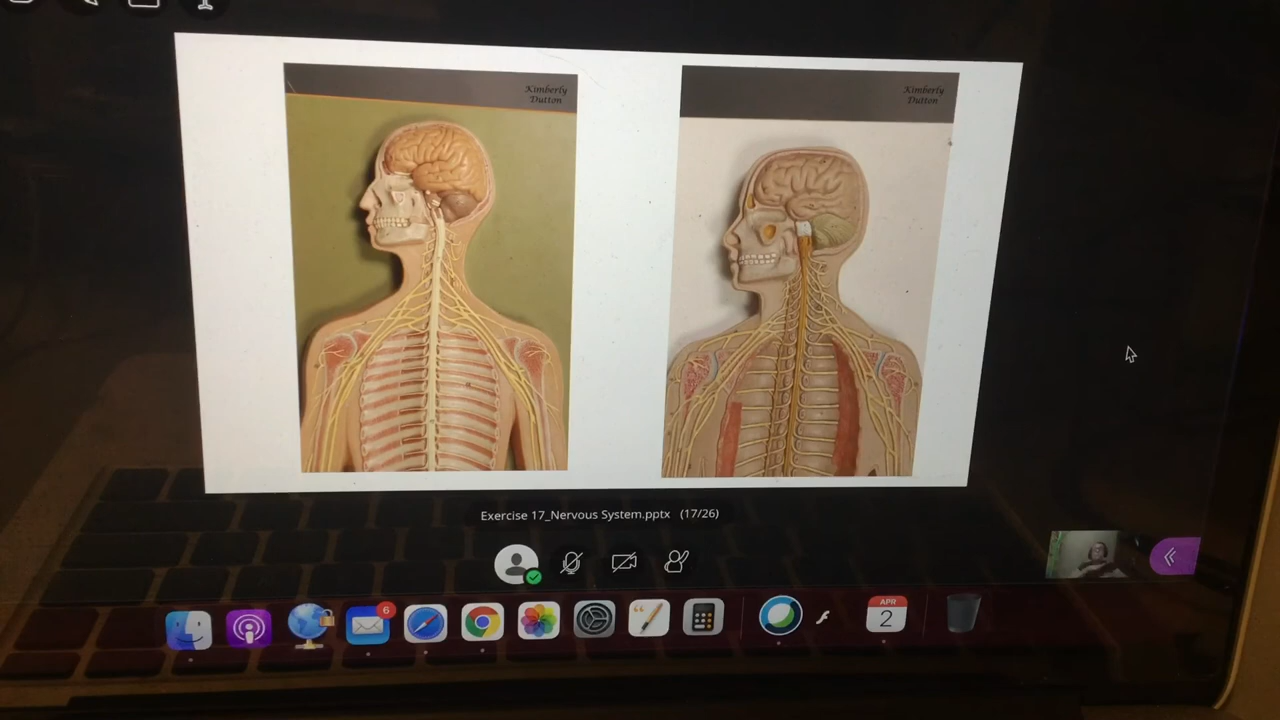 Kimberly
Dutton
Kimberly
Dutton
Exercise 17_Nervous System.pptx (17/26)
6
APR
2